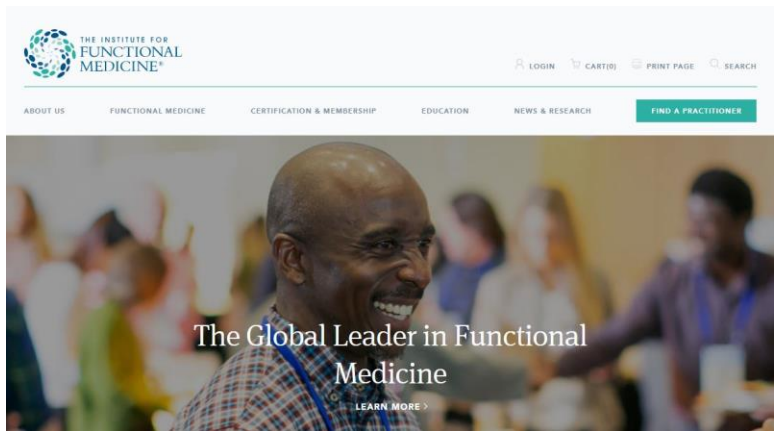 THE INSTITUTE FOR
FUNCTIONAL
MEDICINE®
LOGIN CART(0) PRINT PAGE SEARCH
ABOUT US FUNCTIONAL MEDICINE CERTIFICATION & MEMBERSHIP EDUCATION NEWS & RESEARCH FIND A PRACTITIONER
The Global Leader in Functional
Medicine
LEARN MORE >